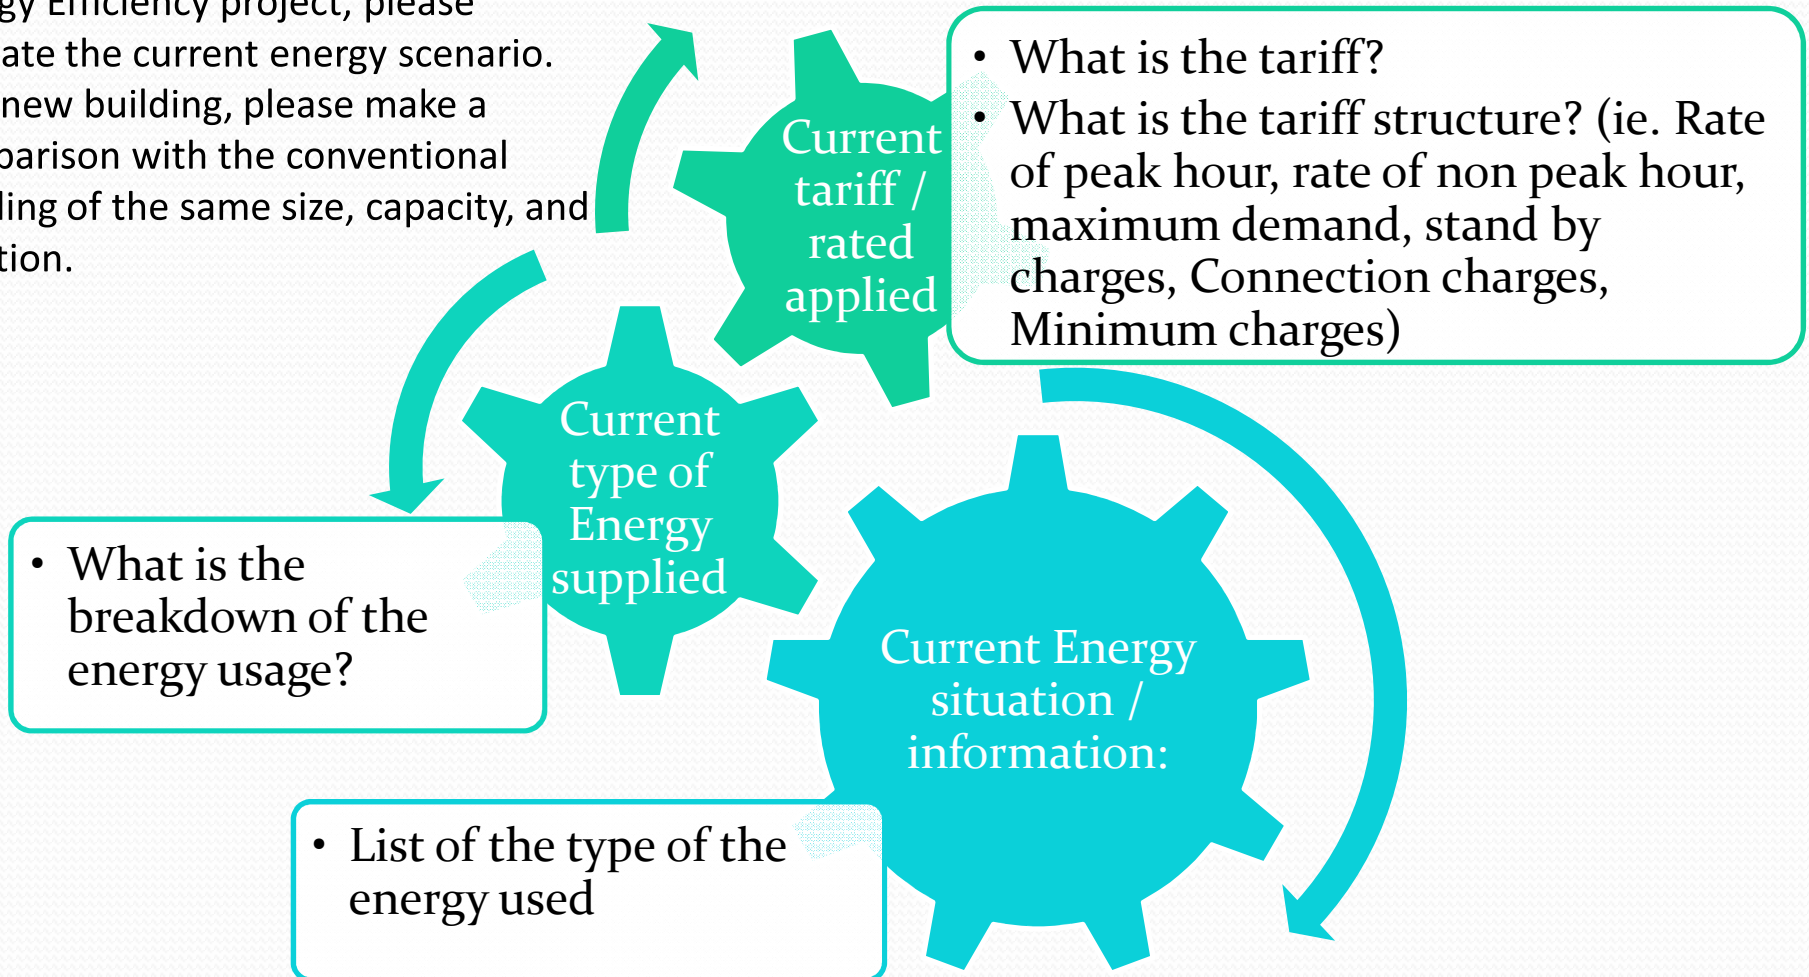 gy Efficiency project, please
ate the current energy scenario.
new building, please make a
parison with the conventional
ling of the same size, capacity, and
tion.
Current
tariff /
rated
applied
• What is the tariff?
• What is the tariff structure? (ie. Rate
of peak hour, rate of non peak hour,
maximum demand, stand by
charges, Connection charges,
Minimum charges)
Current
type of
Energy
supplied
• What is the
breakdown of the
energy usage?
Current Energy
situation /
information:
• List of the type of the
energy used